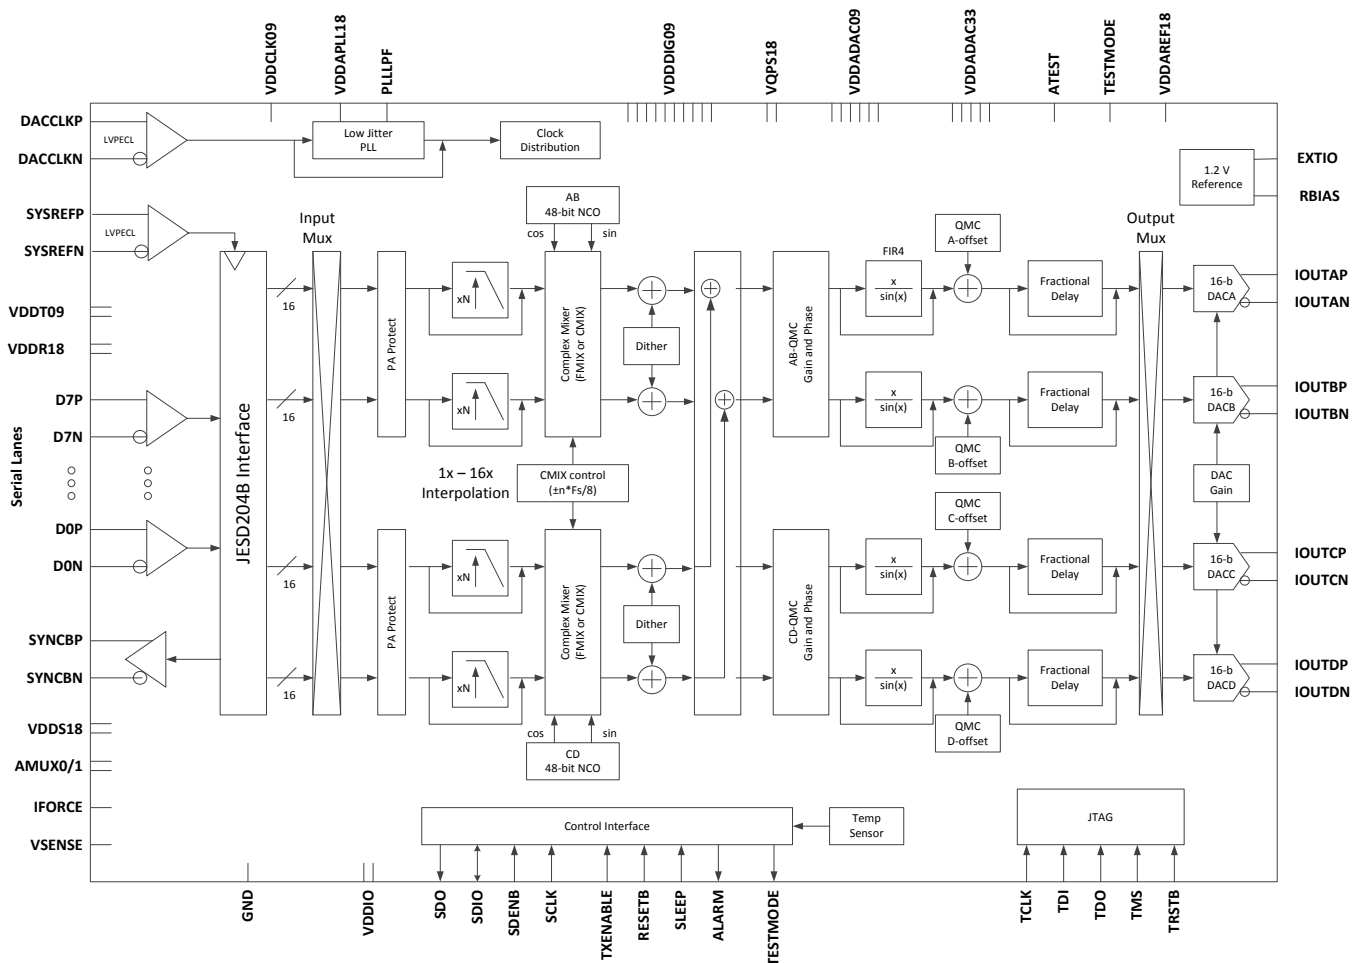 VDDCLK09
VDDAPLL18
PLLLPF
VDDDIG09
VQPS18
VDDADAC09
VDDADAC33
ATEST
TESTMODE
VDDAREF18
DACCLKP
LVPECL
DACCLKN
Low Jitter
PLL
Clock
Distribution
1.2 V
Reference
EXTIO
RBIAS
SYSREFP
LVPECL
SYSREFN
Input
Mux
AB
48-bit NCO
cos
sin
QMC
A-offset
Output
Mux
FIR4
JESD204B Interface
16
PA Protect
xN
Complex Mixer
(FMIX or CMIX)
Dither
AB-QMC
Gain and Phase
x
sin(x)
Fractional
Delay
16-b
DACA
IOUTAP
IOUTAN
VDDT09
VDDR18
Serial Lanes
D7P
D7N
16
xN
x
sin(x)
Fractional
Delay
16-b
DACB
IOUTBP
IOUTBN
QMC
B-offset
1x – 16x
Interpolation
CMIX control
(±n*Fs/8)
DAC
Gain
QMC
C-offset
D0P
D0N
16
PA Protect
xN
Complex Mixer
(FMIX or CMIX)
Dither
CD-QMC
Gain and Phase
x
sin(x)
Fractional
Delay
16-b
DACC
IOUTCP
IOUTCN
SYNCBP
SYNCBN
16
xN
x
sin(x)
Fractional
Delay
16-b
DACD
IOUTDP
IOUTDN
QMC
D-offset
cos
sin
CD
48-bit NCO
VDDS18
AMUX0/1
IFORCE
VSENSE
Control Interface
Temp
Sensor
JTAG
GND
VDDIO
SDO
SDIO
SDENB
SCLK
TXENABLE
RESETB
SLEEP
ALARM
TESTMODE
TCLK
TDI
TDO
TMS
TRSTB